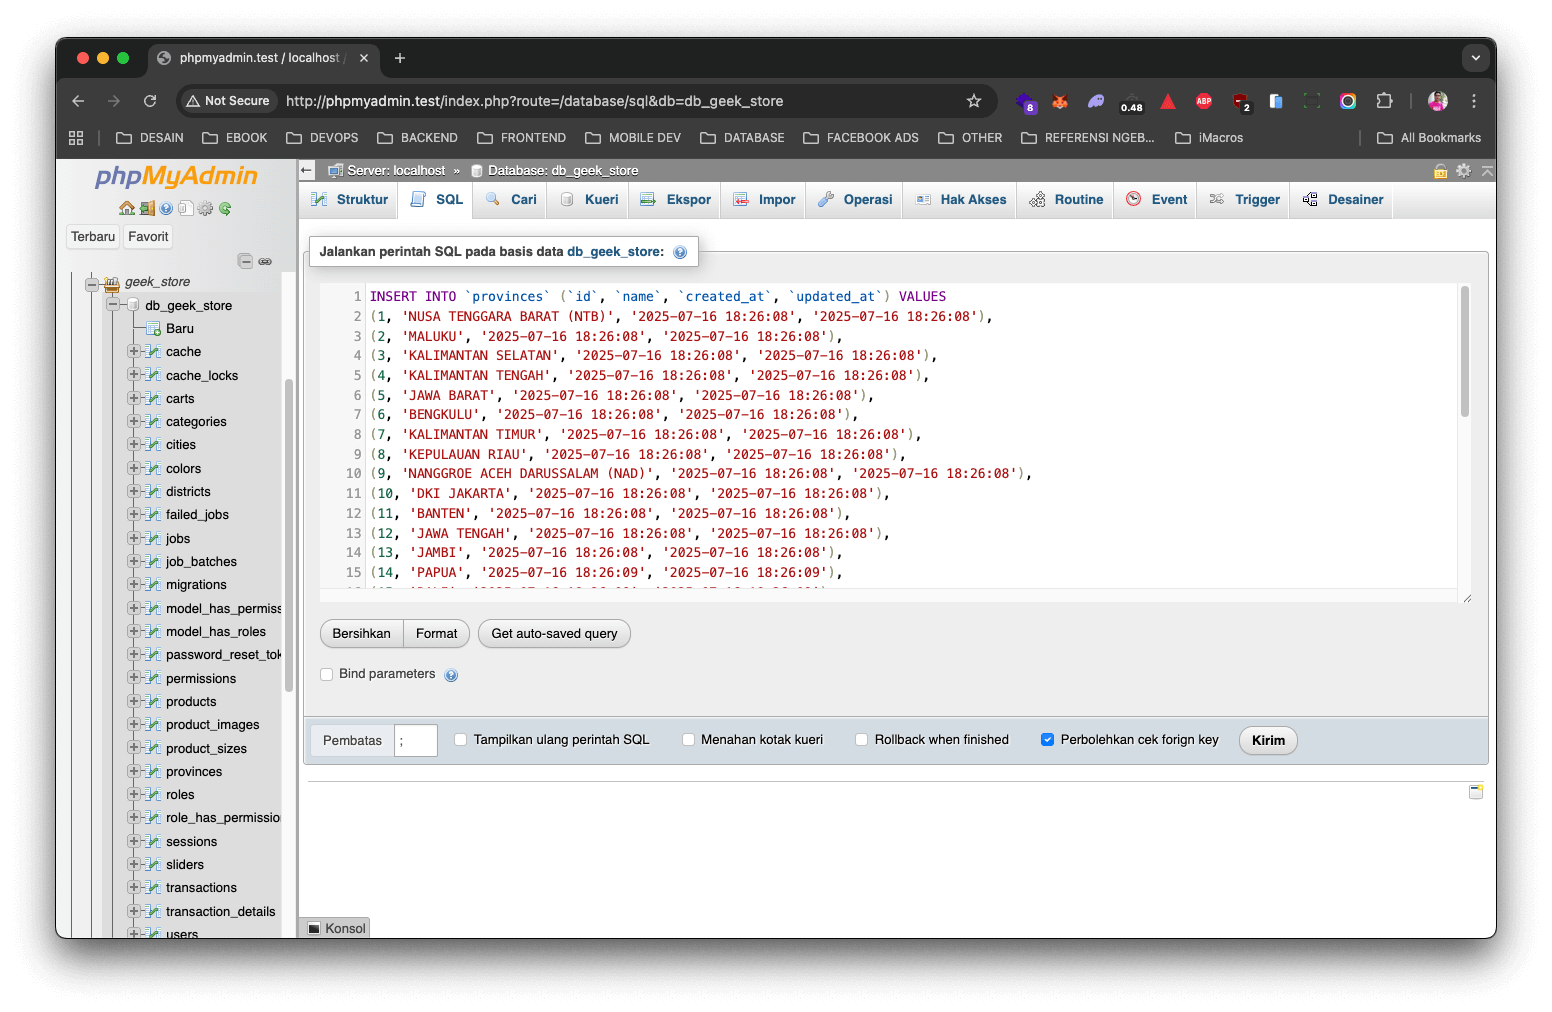 phpmyadmin.test / localhost /
Not Secure
http://phpmyadmin.test/index.php?route=/database/sql&db=db_geek_store
8
0.48
ABP
2
DESAIN
EBOOK
DEVOPS
BACKEND
FRONTEND
MOBILE DEV
DATABASE
FACEBOOK ADS
OTHER
REFERENSI NGEB...
iMacros
All Bookmarks
phpMyAdmin
Terbaru
Favorit
geek_store
db_geek_store
Baru
cache
cache_locks
carts
categories
cities
colors
districts
failed_jobs
jobs
job_batches
migrations
model_has_permiss
model_has_roles
password_reset_tok
permissions
products
product_images
product_sizes
provinces
roles
role_has_permissio
sessions
sliders
transactions
transaction_details
users
Server: localhost » Database: db_geek_store
Struktur
SQL
Cari
Kueri
Ekspor
Impor
Operasi
Hak Akses
Routine
Event
Trigger
Desainer
Jalankan perintah SQL pada basis data db_geek_store:
1 INSERT INTO `provinces` (`id`, `name`, `created_at`, `updated_at`) VALUES
2 (1, 'NUSA TENGGARA BARAT (NTB)', '2025-07-16 18:26:08', '2025-07-16 18:26:08'),
3 (2, 'MALUKU', '2025-07-16 18:26:08', '2025-07-16 18:26:08'),
4 (3, 'KALIMANTAN SELATAN', '2025-07-16 18:26:08', '2025-07-16 18:26:08'),
5 (4, 'KALIMANTAN TENGAH', '2025-07-16 18:26:08', '2025-07-16 18:26:08'),
6 (5, 'JAWA BARAT', '2025-07-16 18:26:08', '2025-07-16 18:26:08'),
7 (6, 'BENGKULU', '2025-07-16 18:26:08', '2025-07-16 18:26:08'),
8 (7, 'KALIMANTAN TIMUR', '2025-07-16 18:26:08', '2025-07-16 18:26:08'),
9 (8, 'KEPULAUAN RIAU', '2025-07-16 18:26:08', '2025-07-16 18:26:08'),
10 (9, 'NANGGROE ACEH DARUSSALAM (NAD)', '2025-07-16 18:26:08', '2025-07-16 18:26:08'),
11 (10, 'DKI JAKARTA', '2025-07-16 18:26:08', '2025-07-16 18:26:08'),
12 (11, 'BANTEN', '2025-07-16 18:26:08', '2025-07-16 18:26:08'),
13 (12, 'JAWA TENGAH', '2025-07-16 18:26:08', '2025-07-16 18:26:08'),
14 (13, 'JAMBI', '2025-07-16 18:26:08', '2025-07-16 18:26:08'),
15 (14, 'PAPUA', '2025-07-16 18:26:09', '2025-07-16 18:26:09'),
Bersihkan
Format
Get auto-saved query
Bind parameters
Pembatas
;
Tampilkan ulang perintah SQL
Menahan kotak kueri
Rollback when finished
Perbolehkan cek forign key
Kirim
Konsol